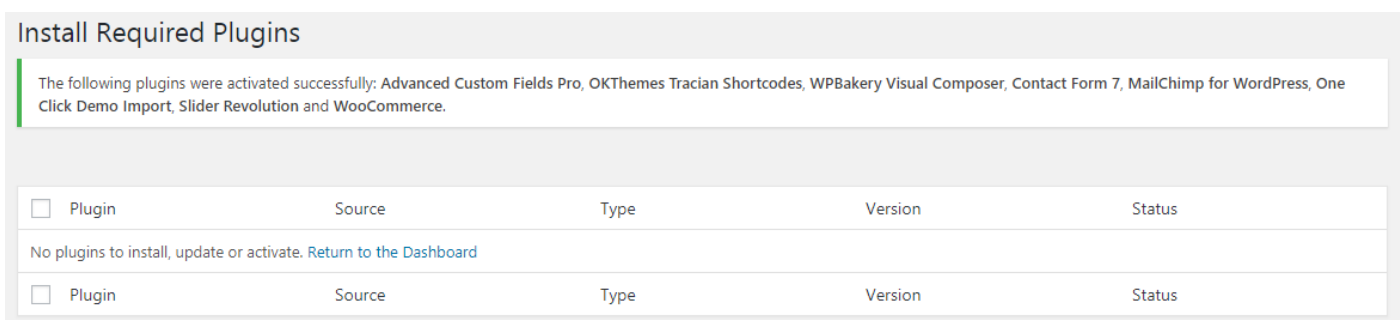 Install Required Plugins
The following plugins were activated successfully: Advanced Custom Fields Pro, OKThemes Tracian Shortcodes, WPBakery Visual Composer, Contact Form 7, MailChimp for WordPress, One
Click Demo Import, Slider Revolution and WooCommerce.
Plugin Source Type Version Status
No plugins to install, update or activate. Return to the Dashboard
Plugin Source Type Version Status